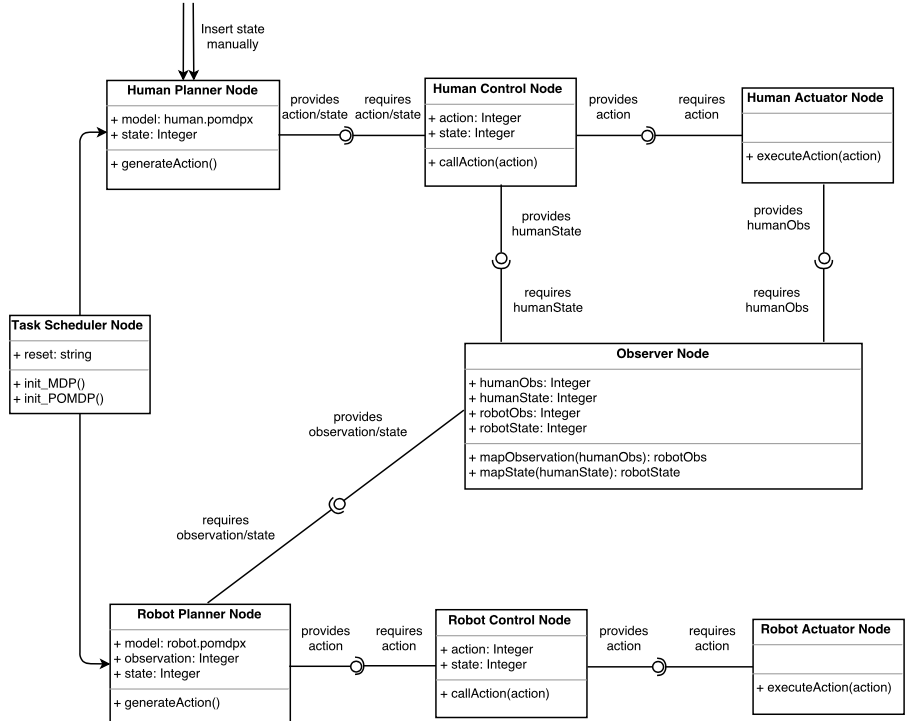 Insert state
manually
Human Planner Node
+ model: human.pomdpx
+ state: Integer
+ generateAction()
provides
action/state
requires
action/state
Human Control Node
+ action: Integer
+ state: Integer
+ callAction(action)
provides
action
requires
action
Human Actuator Node
+ executeAction(action)
provides
humanState
requires
humanState
provides
humanObs
requires
humanObs
Task Scheduler Node
+ reset: string
+ init_MDP()
+ init_POMDP()
Observer Node
+ humanObs: Integer
+ humanState: Integer
+ robotObs: Integer
+ robotState: Integer
+ mapObservation(humanObs): robotObs
+ mapState(humanState): robotState
provides
observation/state
requires
observation/state
Robot Planner Node
+ model: robot.pomdpx
+ observation: Integer
+ state: Integer
+ generateAction()
provides
action
requires
action
Robot Control Node
+ action: Integer
+ state: Integer
+ callAction(action)
provides
action
requires
action
Robot Actuator Node
+ executeAction(action)